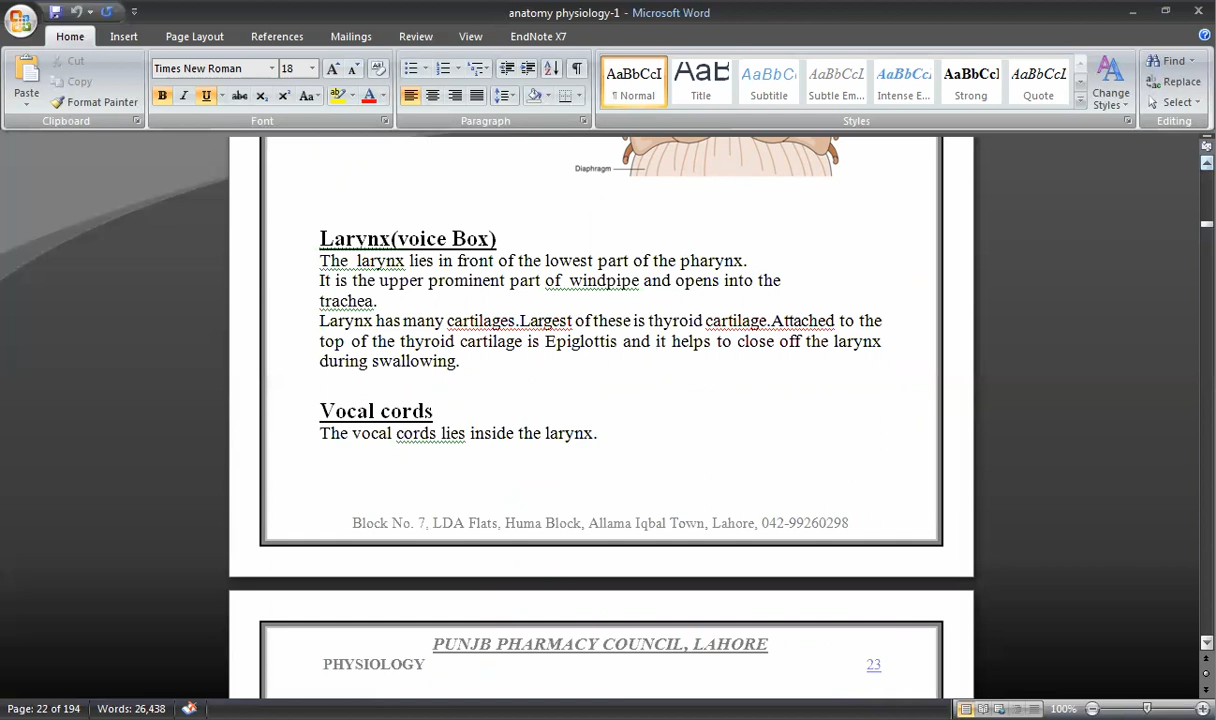 anatomy physiology-1 - Microsoft Word
Home Insert Page Layout References Mailings Review View EndNote X7
Paste
Cut
Copy
Format Painter
Clipboard
Times New Roman 18
B I U abc X₂ X² Aa
Font
Paragraph
AaBbCcI AaB AaBbC AaBbCcL AaBbCcL AaBbCcI AaBbCcL
¶ Normal Title Subtitle Subtle Em... Intense E... Strong Quote
Change Styles
Styles
Find
Replace
Select
Editing
Diaphragm
Larynx(voice Box)
The larynx lies in front of the lowest part of the pharynx.
It is the upper prominent part of windpipe and opens into the
trachea.
Larynx has many cartilages.Largest of these is thyroid cartilage.Attached to the
top of the thyroid cartilage is Epiglottis and it helps to close off the larynx
during swallowing.
Vocal cords
The vocal cords lies inside the larynx.
Block No. 7, LDA Flats, Huma Block, Allama Iqbal Town, Lahore, 042-99260298
PUNJB PHARMACY COUNCIL, LAHORE
PHYSIOLOGY 23
Page: 22 of 194 Words: 26,438 100%